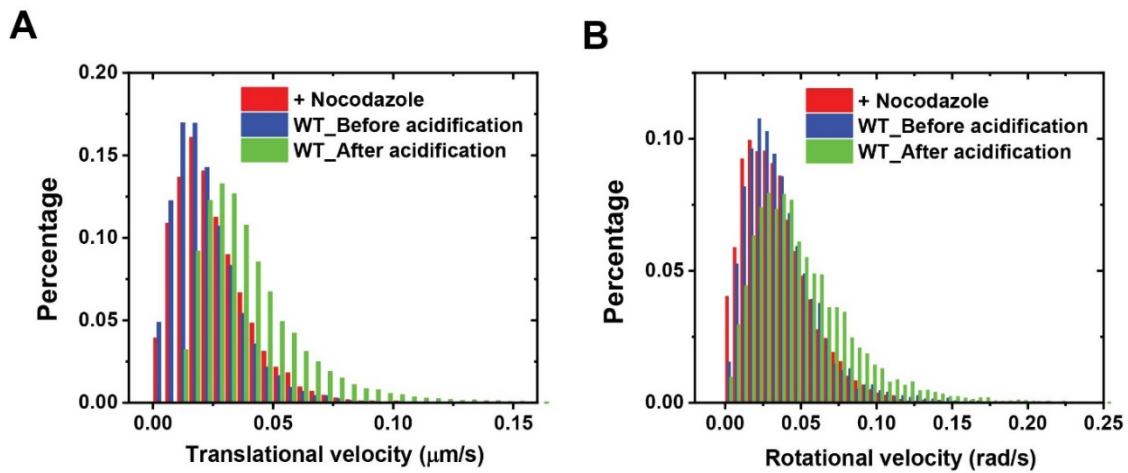 A
0.20
0.15
0.10
0.05
0.00
Percentage
+ Nocodazole
WT_Before acidification
WT_After acidification
0.00 0.05 0.10 0.15
Translational velocity (μm/s)
B
0.10
0.05
0.00
Percentage
+ Nocodazole
WT_Before acidification
WT_After acidification
0.00 0.05 0.10 0.15 0.20 0.25
Rotational velocity (rad/s)